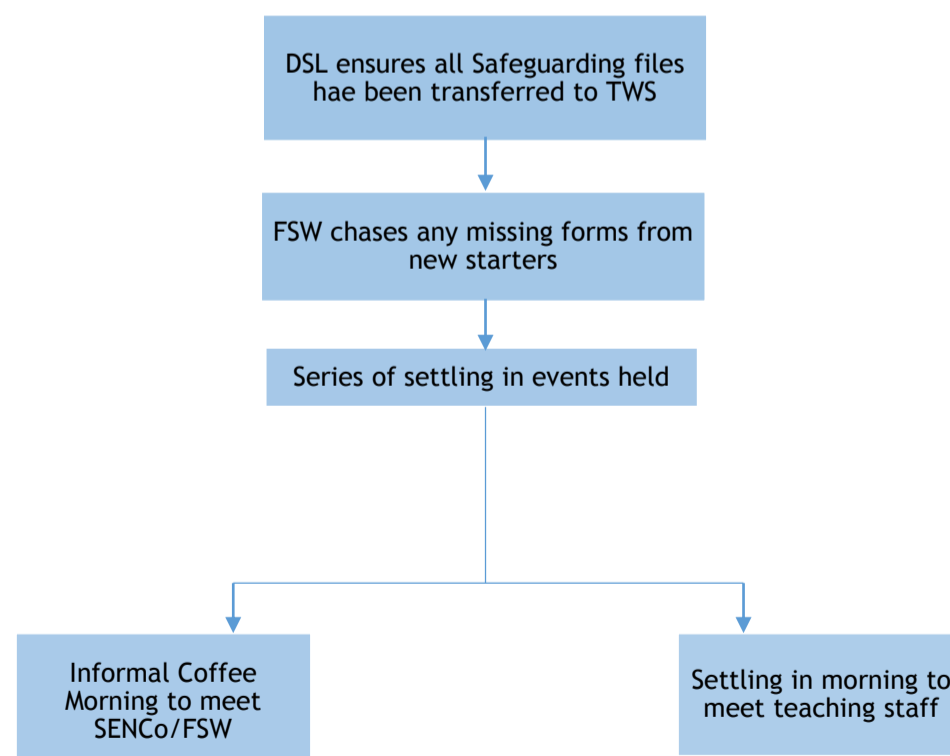 DSL ensures all Safeguarding files
hae been transferred to TWS
FSW chases any missing forms from
new starters
Series of settling in events held
Informal Coffee
Morning to meet
SENCo/FSW
Settling in morning to
meet teaching staff